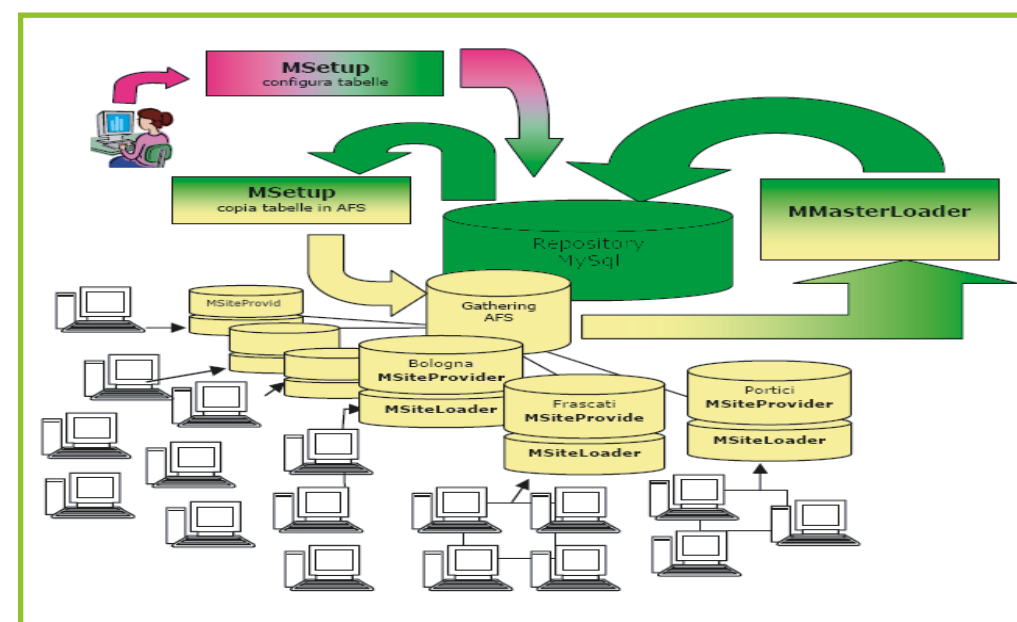 MSetup
configura tabelle
MSetup
copia tabelle in AFS
MMasterLoader
Repository
MySql
MSiteProvid
Gathering
AFS
Bologna
MSiteProvider
MSiteLoader
Frascati
MSiteProvide
MSiteLoader
Portici
MSiteProvider
MSiteLoader